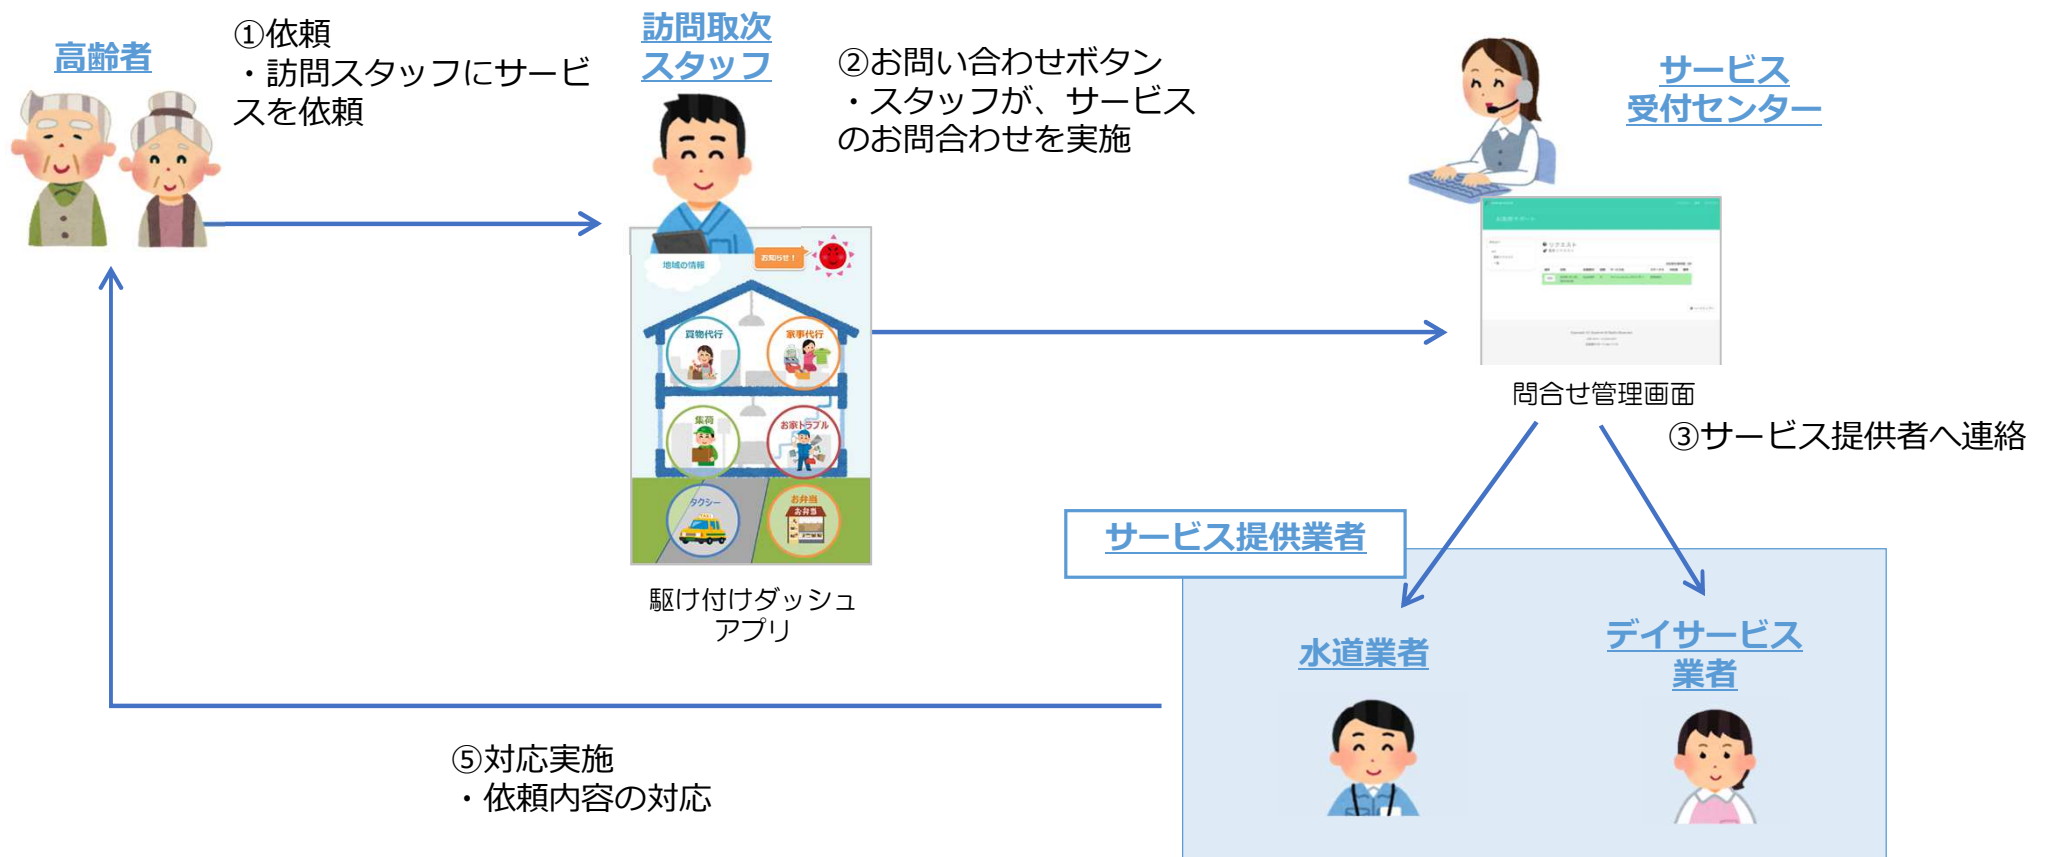 高齢者
①依頼
・訪問スタッフにサービ
スを依頼
訪問取次
スタッフ
②お問い合わせボタン
・スタッフが、サービス
のお問合わせを実施
サービス
受付センター
地域の情報
お知らせ！
買物代行
家事代行
集荷
お家トラブル
タクシー
お弁当
お弁当
駆け付けダッシュ
アプリ
リクエスト
問合せ管理画面
③サービス提供者へ連絡
サービス提供業者
水道業者
デイサービス
業者
⑤対応実施
・依頼内容の対応